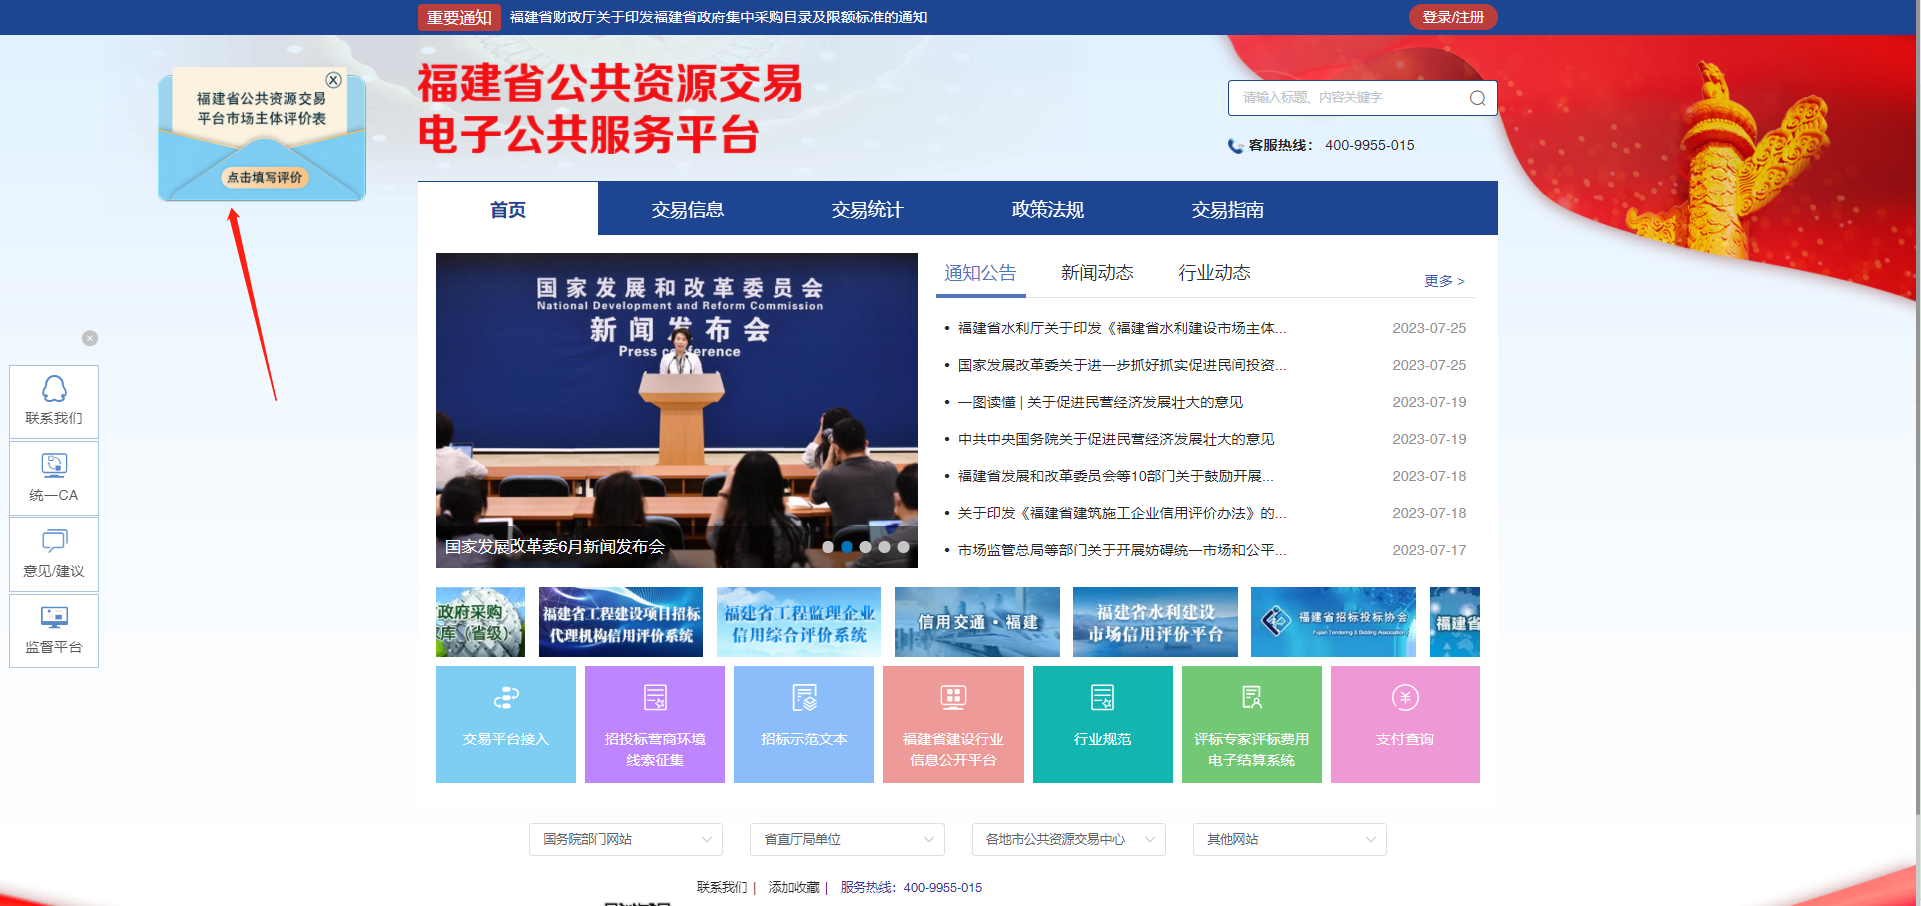 重要通知 福建省财政厅关于印发福建省政府集中采购目录及限额标准的通知
登录/注册
福建省公共资源交易
平台市场主体评价表
点击填写评价
福建省公共资源交易
电子公共服务平台
请输入标题、内容关键字
客服热线： 400-9955-015
首页 交易信息 交易统计 政策法规 交易指南
国家发展和改革委员会
National Development and Reform Commission
新闻发布会
Press conference
国家发展改革委6月新闻发布会
通知公告 新闻动态 行业动态 更多 >
福建省水利厅关于印发《福建省水利建设市场主体... 2023-07-25
国家发展改革委关于进一步抓好抓实促进民间投资... 2023-07-25
一图读懂 | 关于促进民营经济发展壮大的意见 2023-07-19
中共中央国务院关于促进民营经济发展壮大的意见 2023-07-19
福建省发展和改革委员会等10部门关于鼓励开展... 2023-07-18
关于印发《福建省建筑施工企业信用评价办法》的... 2023-07-18
市场监管总局等部门关于开展妨碍统一市场和公平... 2023-07-17
联系我们
统一CA
意见/建议
监督平台
政府采购
库（省级）
福建省工程建设项目招标
代理机构信用评价系统
福建省工程监理企业
信用综合评价系统
信用交通·福建
福建省水利建设
市场信用评价平台
福建省招标投标协会
Fujian Tendering & Bidding Association
福建省
交易平台接入
招投标营商环境
线索征集
招标示范文本
福建省建设行业
信息公开平台
行业规范
评标专家评标费用
电子结算系统
支付查询
国务院部门网站 省直厅局单位 各地市公共资源交易中心 其他网站
联系我们 | 添加收藏 | 服务热线：400-9955-015